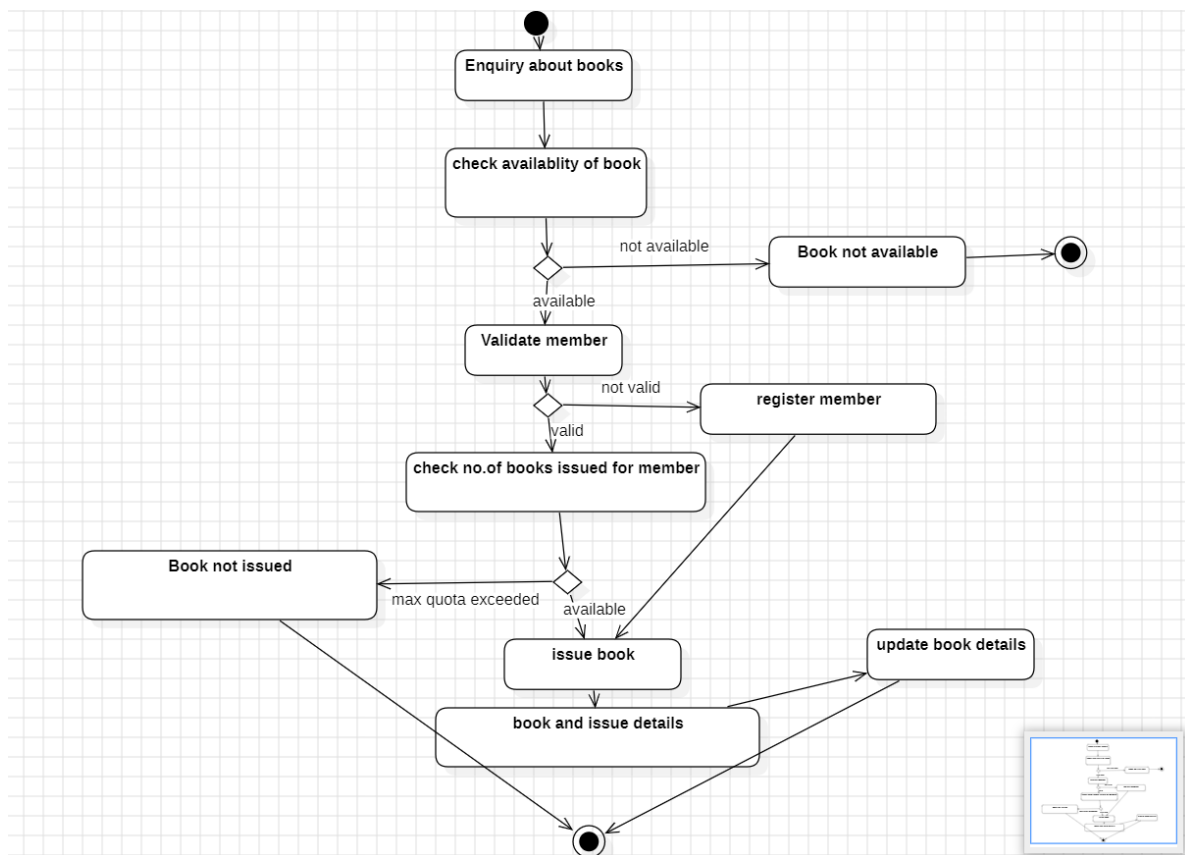 Enquiry about books
check availablity of book
not available
Book not available
available
Validate member
not valid
register member
valid
check no.of books issued for member
Book not issued
max quota exceeded
available
issue book
update book details
book and issue details